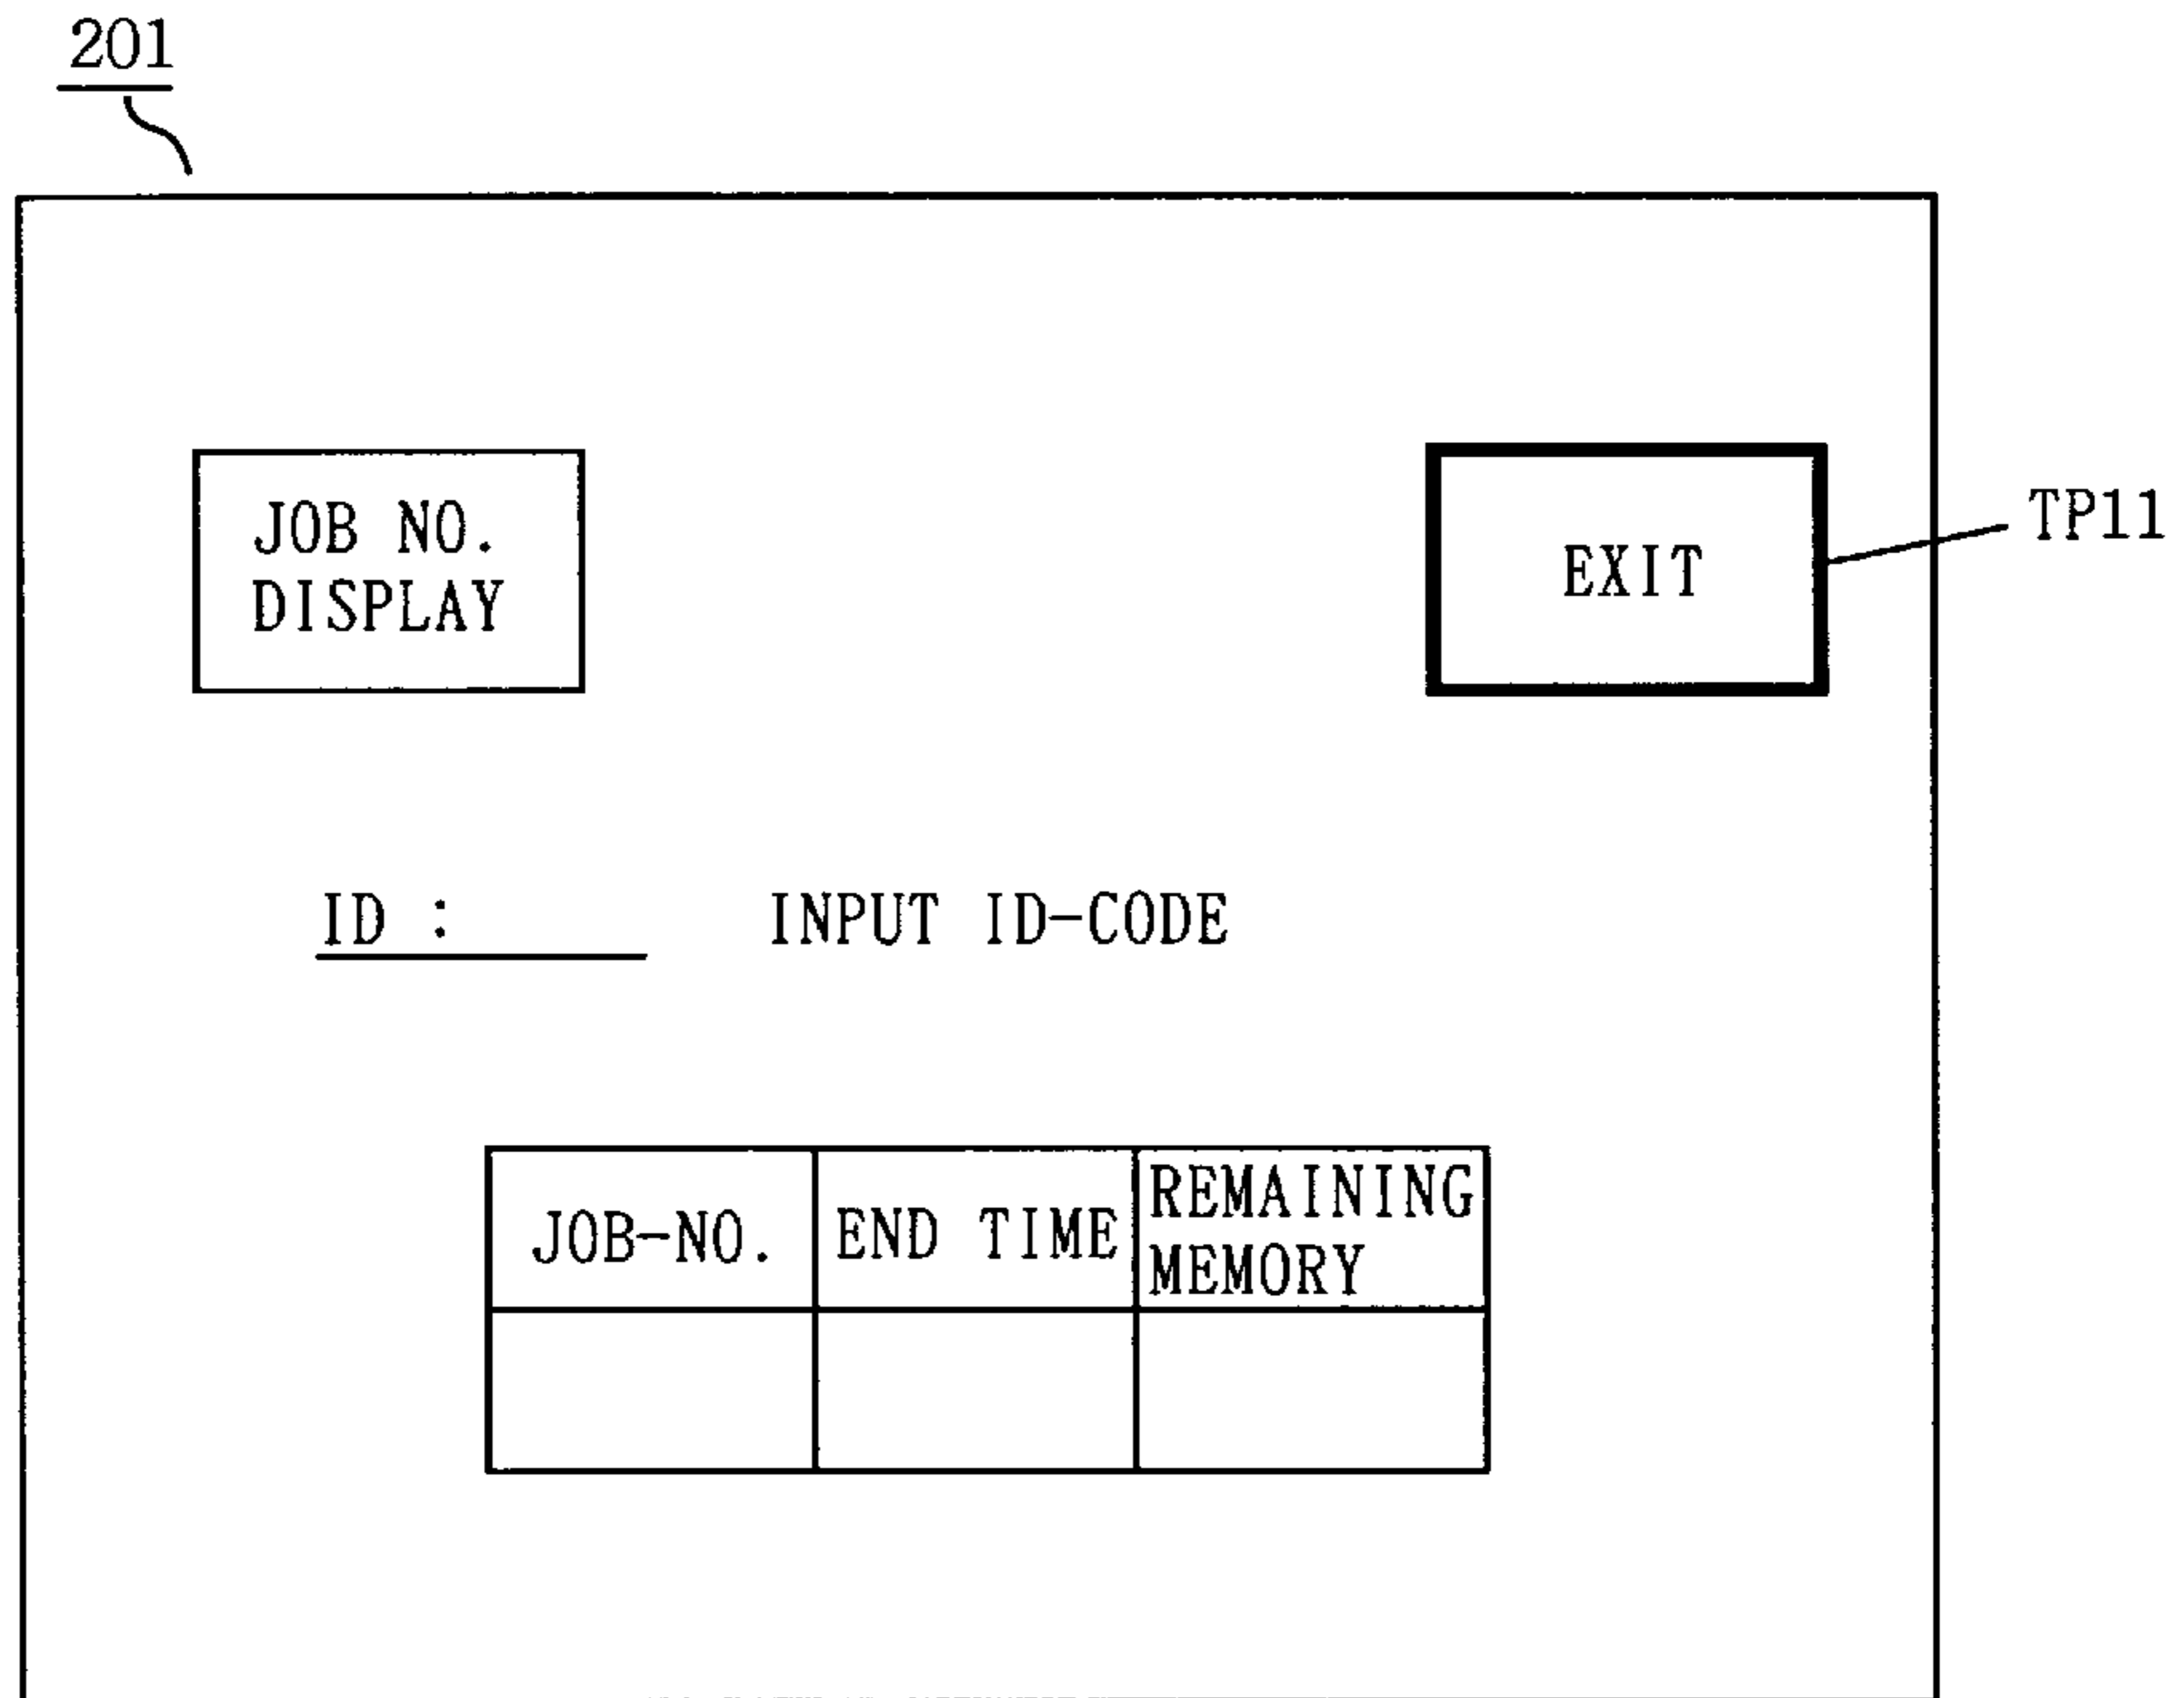 201
JOB NO.
DISPLAY
EXIT
TP11
ID :
INPUT ID-CODE
JOB-NO.
END TIME
REMAINING
MEMORY